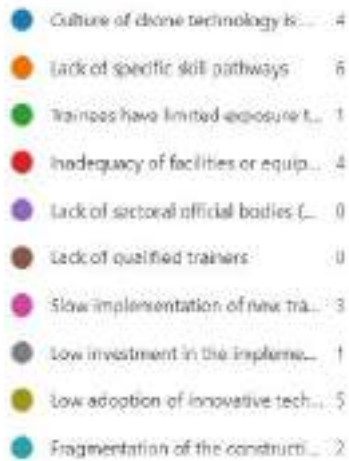 Culture of drone technology is ... 4
Lack of specific skill pathways 6
Trainees have limited exposure t... 1
Inadequacy of facilities or equip... 4
Lack of sectoral official bodies (... 0
Lack of qualified trainers 0
Slow implementation of new tra... 3
Low investment in the impleme... 1
Low adoption of innovative tech... 5
Fragmentation of the constructi... 2